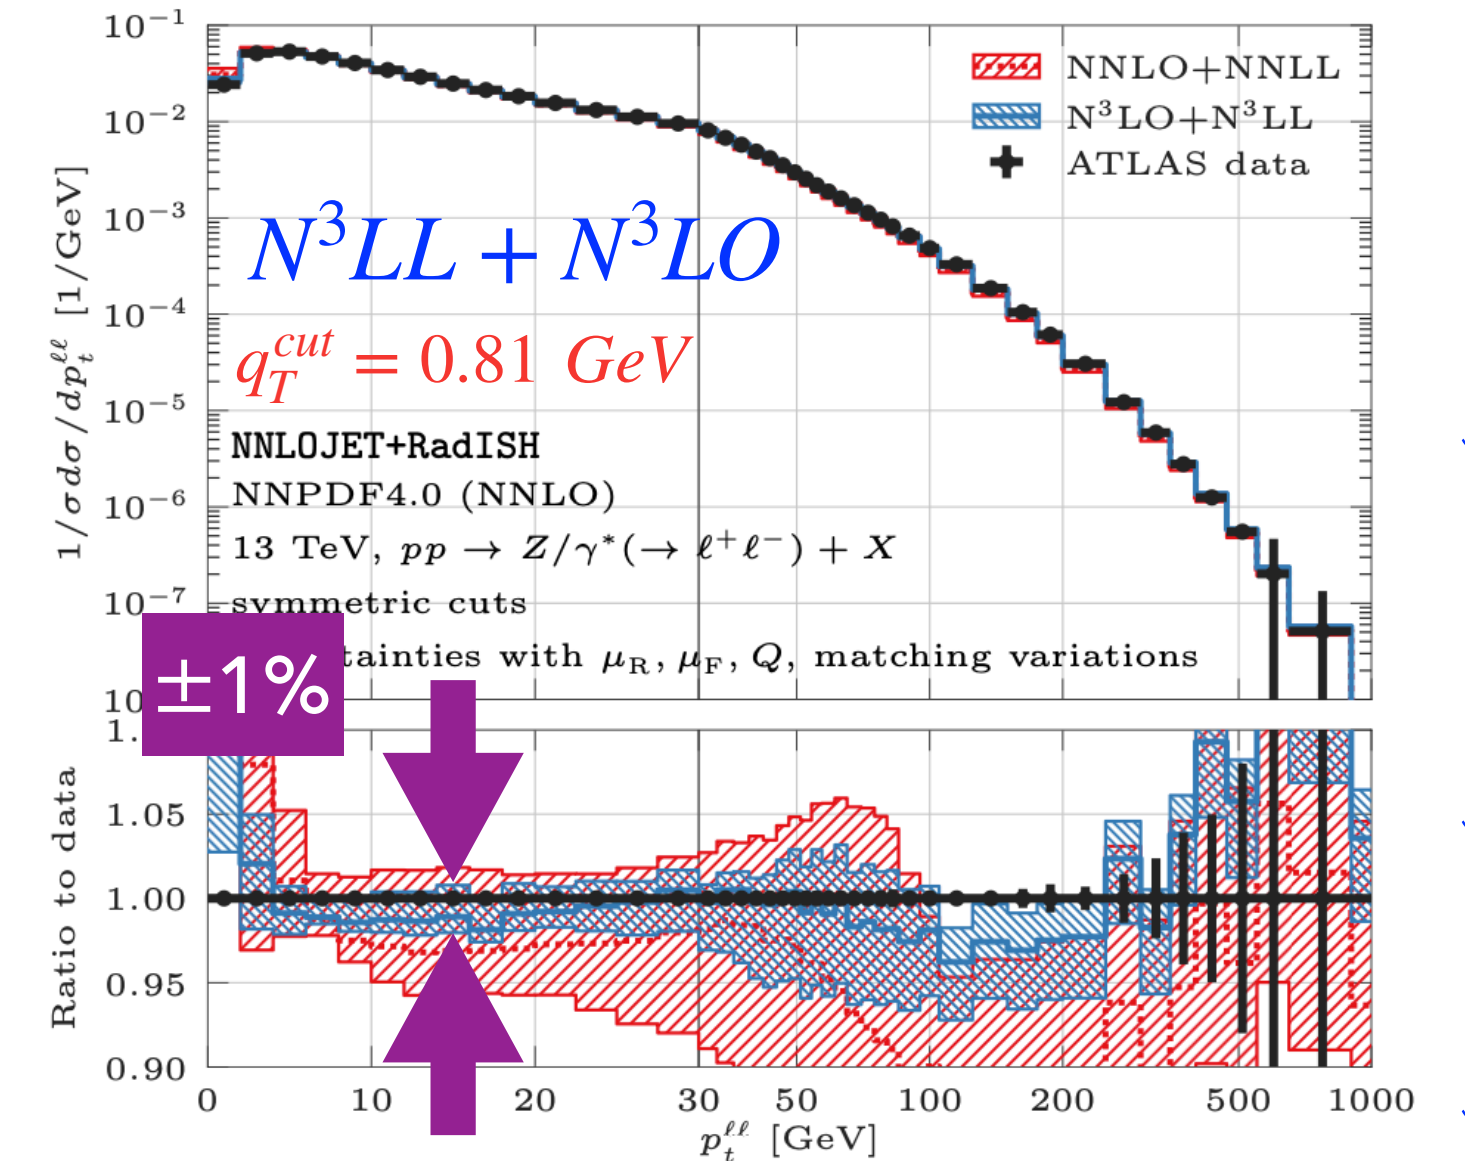 10⁻¹
10⁻²
10⁻³
10⁻⁴
10⁻⁵
10⁻⁶
10⁻⁷
10
1/σ dσ/dp_t^{ℓℓ} [1/GeV]
NNLO+NNLL
N³LO+N³LL
ATLAS data
N³LL + N³LO
q_T^{cut} = 0.81 GeV
NNLOJET+RadISH
NNPDF4.0 (NNLO)
13 TeV, pp → Z/γ*(→ ℓ⁺ℓ⁻) + X
symmetric cuts
tainties with μ_R, μ_F, Q, matching variations
±1%
1.
1.05
1.00
0.95
0.90
Ratio to data
0 10 20 30 50 100 200 500 1000
p_t^{ℓℓ} [GeV]